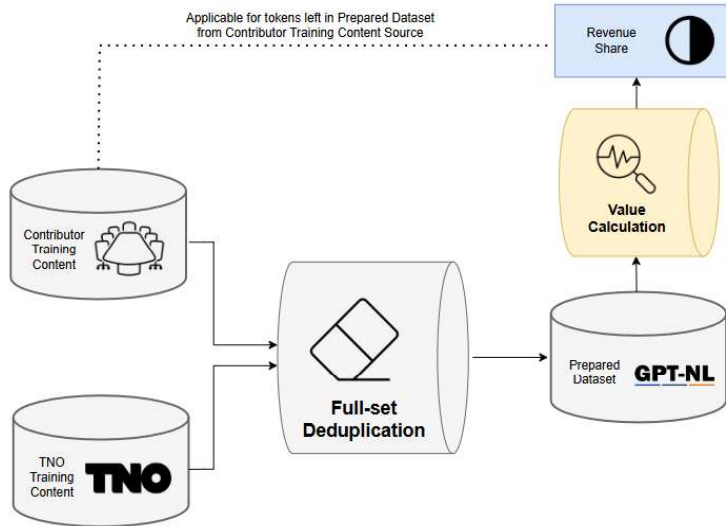 Applicable for tokens left in Prepared Dataset
from Contributor Training Content Source
Revenue
Share
Value
Calculation
Contributor
Training
Content
Full-set
Deduplication
Prepared
Dataset
GPT-NL
TNO
Training
Content
TNO